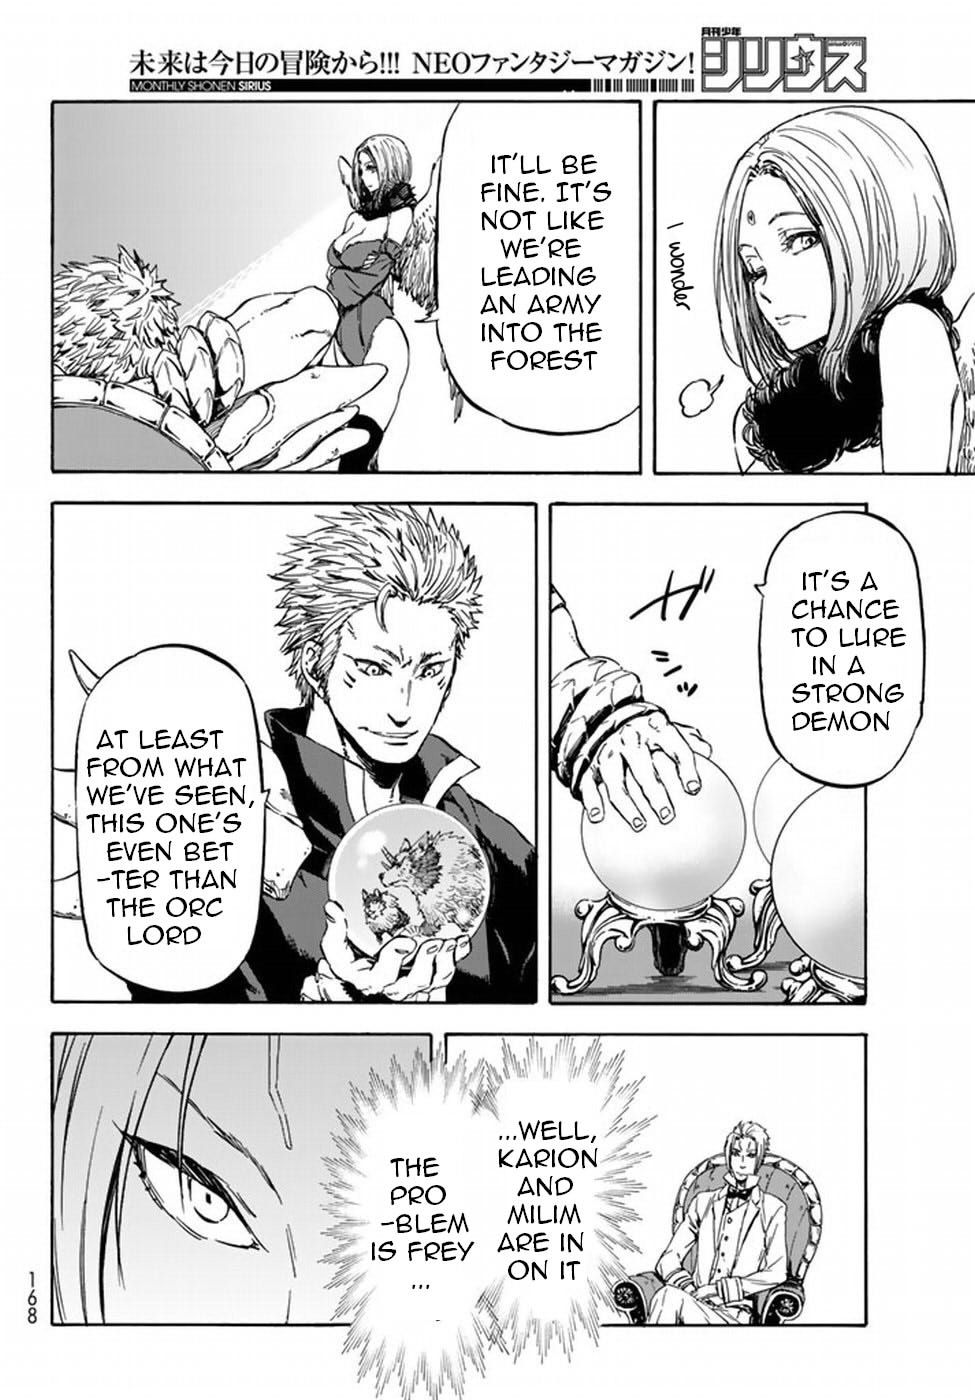 未来は今日の冒険から!!! NEOファンタジーマガジン!
月刊少年
シリウス
MONTHLY SHONEN SIRIUS
I wonder
IT'LL BE
FINE. IT'S
NOT LIKE
WE'RE
LEADING
AN ARMY
INTO THE
FOREST
IT'S A
CHANCE
TO LURE
IN A
STRONG
DEMON
AT LEAST
FROM WHAT
WE'VE SEEN,
THIS ONE'S
EVEN BET
-TER THAN
THE ORC
LORD
...WELL,
KARION
AND
MILIM
ARE IN
ON IT
THE
PRO
-BLEM
IS FREY
...
168